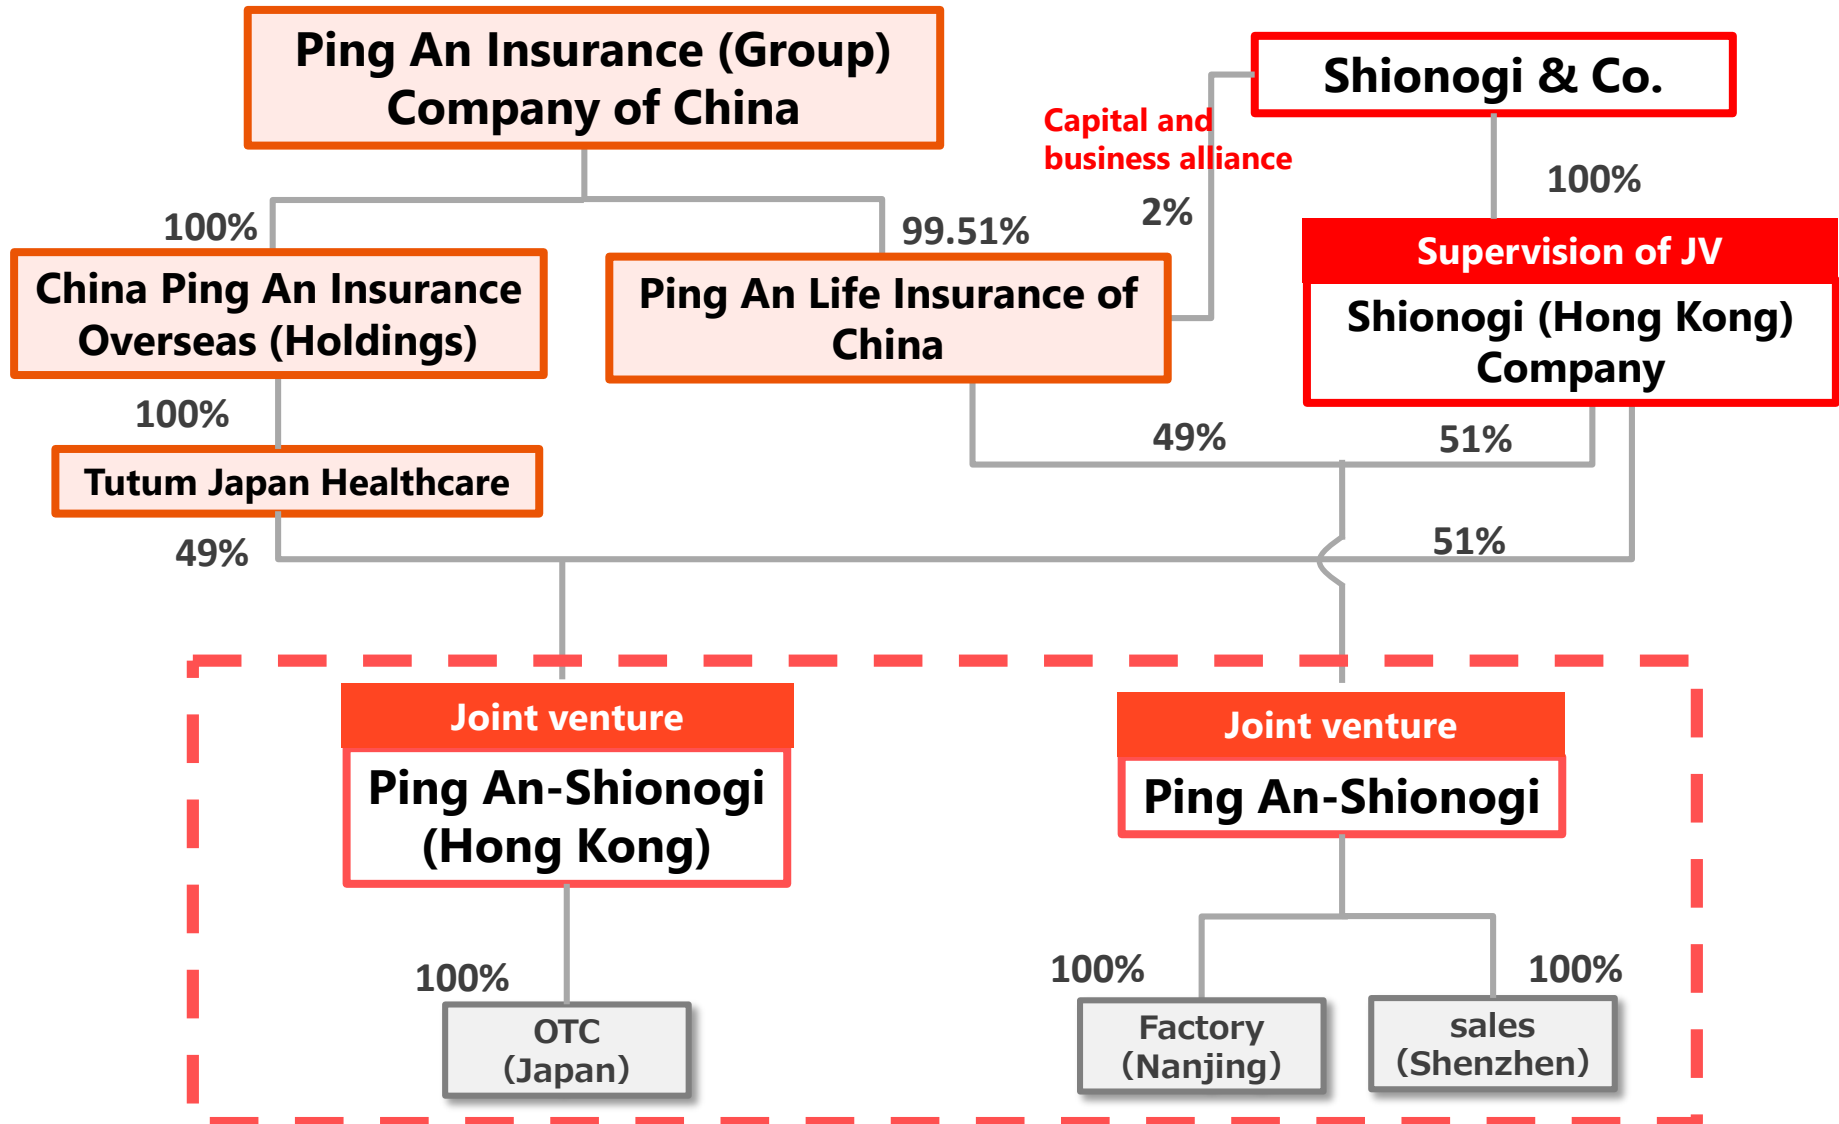 Ping An Insurance (Group)
Company of China
Shionogi & Co.
Capital and
business alliance
100%
2%
100%
99.51%
Supervision of JV
China Ping An Insurance
Overseas (Holdings)
Ping An Life Insurance of
China
Shionogi (Hong Kong)
Company
100%
49%
51%
Tutum Japan Healthcare
49%
51%
Joint venture
Ping An-Shionogi
(Hong Kong)
Joint venture
Ping An-Shionogi
100%
100%
100%
OTC
(Japan)
Factory
(Nanjing)
sales
(Shenzhen)